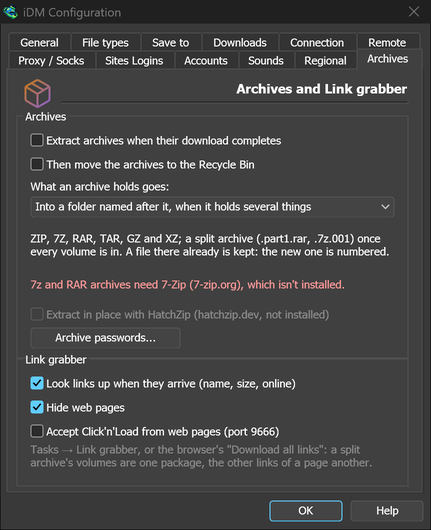 iDM Configuration
General
File types
Save to
Downloads
Connection
Remote
Proxy / Socks
Sites Logins
Accounts
Sounds
Regional
Archives
Archives and Link grabber
Archives
Extract archives when their download completes
Then move the archives to the Recycle Bin
What an archive holds goes:
Into a folder named after it, when it holds several things
ZIP, 7Z, RAR, TAR, GZ and XZ; a split archive (.part1.rar, .7z.001) once
every volume is in. A file there already is kept: the new one is numbered.
7z and RAR archives need 7-Zip (7-zip.org), which isn't installed.
Extract in place with HatchZip (hatchzip.dev, not installed)
Archive passwords...
Link grabber
Look links up when they arrive (name, size, online)
Hide web pages
Accept Click'n'Load from web pages (port 9666)
Tasks → Link grabber, or the browser's "Download all links": a split
archive's volumes are one package, the other links of a page another.
OK
Help